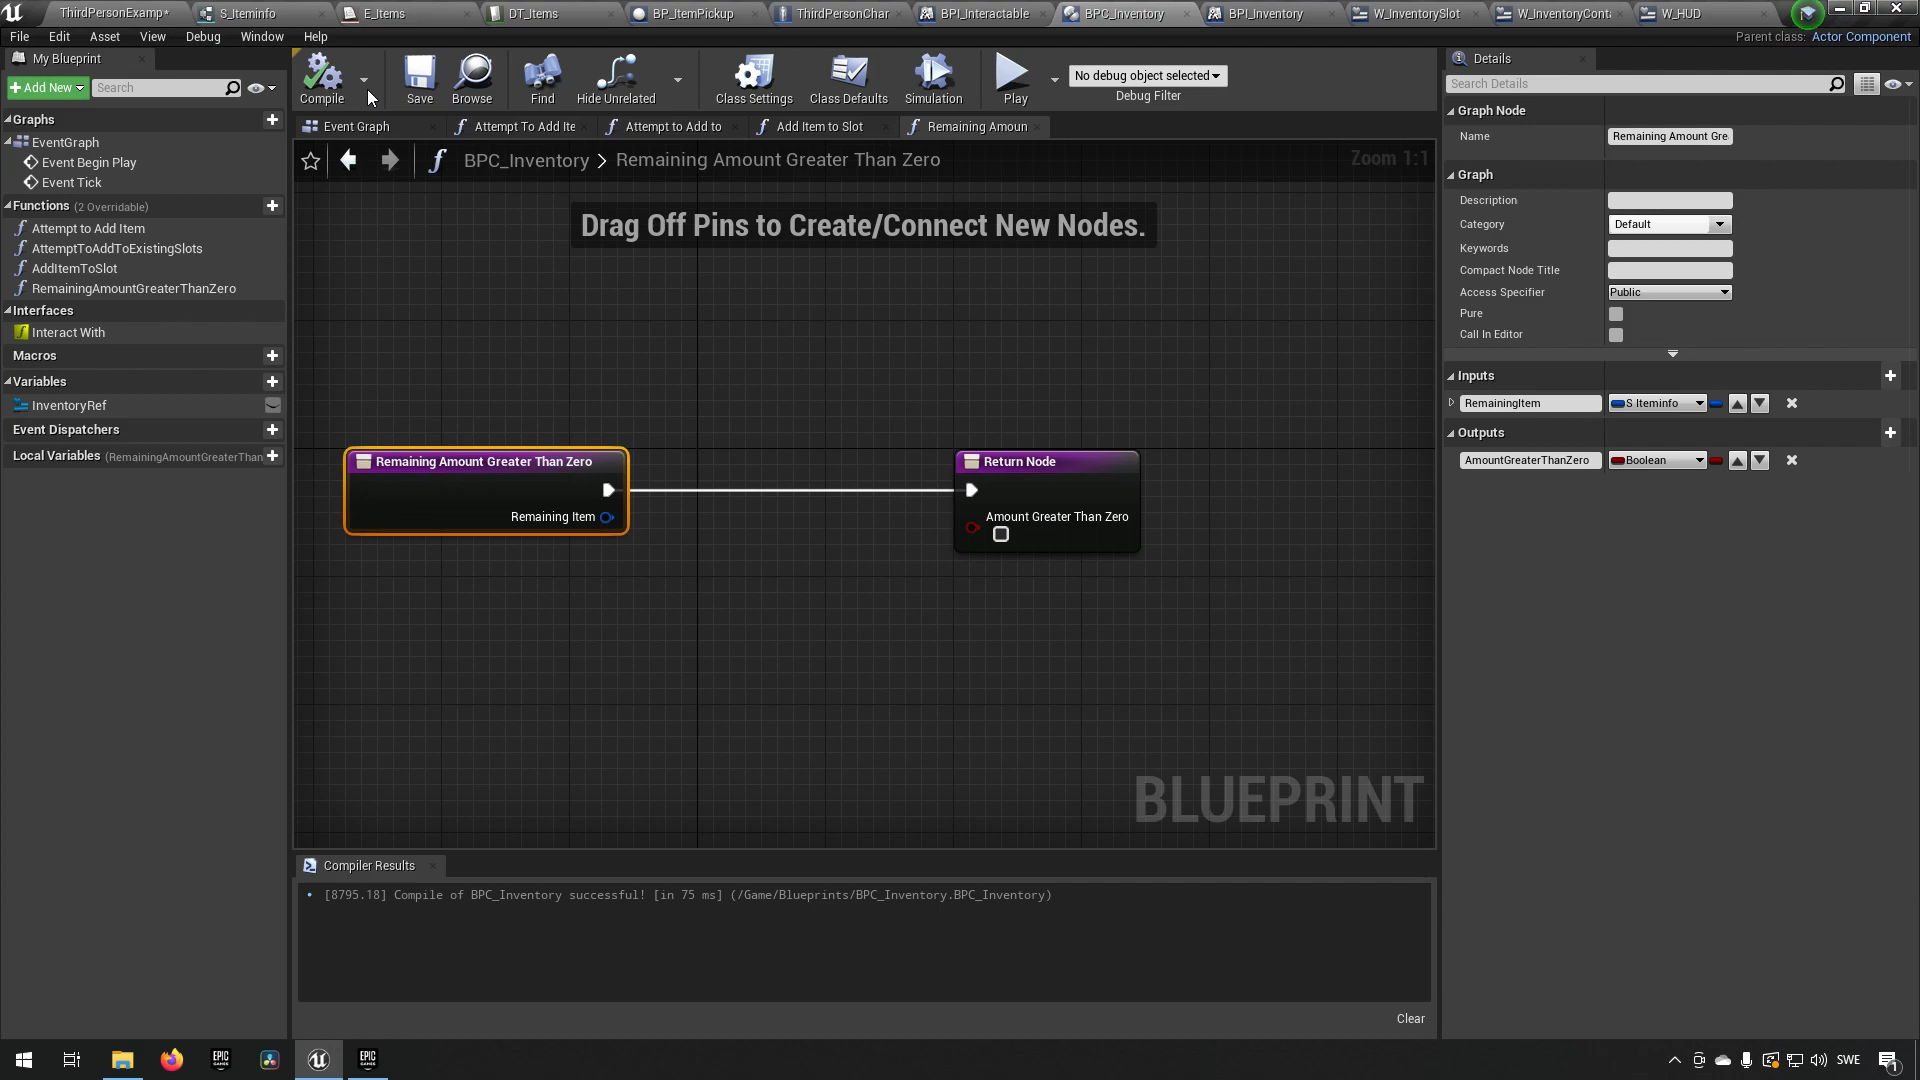 ThirdPersonExamp*
S_Iteminfo
E_Items
DT_Items
BP_ItemPickup
ThirdPersonChar
BPI_Interactable
BPC_Inventory
BPI_Inventory
W_InventorySlot
W_InventoryCont
W_HUD
File Edit Asset View Debug Window Help
Parent class: Actor Component
My Blueprint
Add New
Search
Graphs
EventGraph
Event Begin Play
Event Tick
Functions (2 Overridable)
Attempt to Add Item
AttemptToAddToExistingSlots
AddItemToSlot
RemainingAmountGreaterThanZero
Interfaces
Interact With
Macros
Variables
InventoryRef
Event Dispatchers
Local Variables (RemainingAmountGreaterThan
Compile
Save
Browse
Find
Hide Unrelated
Class Settings
Class Defaults
Simulation
Play
No debug object selected
Debug Filter
Event Graph
Attempt To Add Ite
Attempt to Add to
Add Item to Slot
Remaining Amoun
BPC_Inventory > Remaining Amount Greater Than Zero
Zoom 1:1
Drag Off Pins to Create/Connect New Nodes.
Remaining Amount Greater Than Zero
Remaining Item
Return Node
Amount Greater Than Zero
BLUEPRINT
Compiler Results
[8795.18] Compile of BPC_Inventory successful! [in 75 ms] (/Game/Blueprints/BPC_Inventory.BPC_Inventory)
Clear
Details
Search Details
Graph Node
Name Remaining Amount Gre
Graph
Description
Category Default
Keywords
Compact Node Title
Access Specifier Public
Pure
Call In Editor
Inputs
RemainingItem S Iteminfo
Outputs
AmountGreaterThanZero Boolean
EPIC GAMES
EPIC GAMES
SWE
1